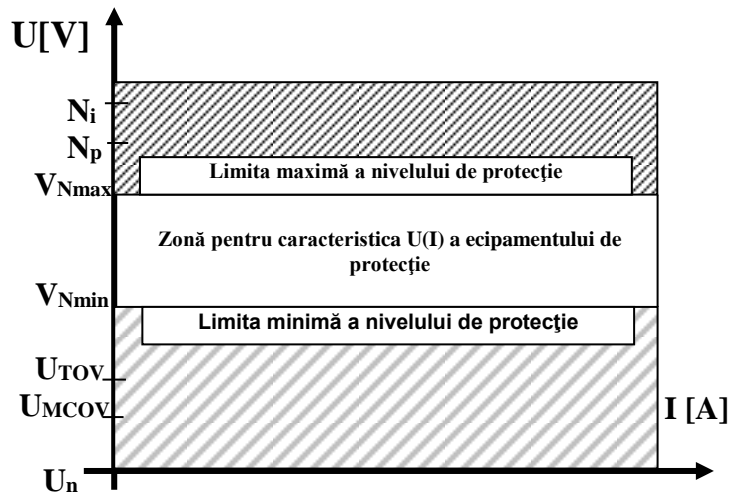 U[V]
Ni
Np
Limita maximă a nivelului de protecţie
VNmax
Zonă pentru caracteristica U(I) a ecipamentului de
protecţie
VNmin
Limita minimă a nivelului de protecţie
UTOV
UMCOV
I [A]
Un